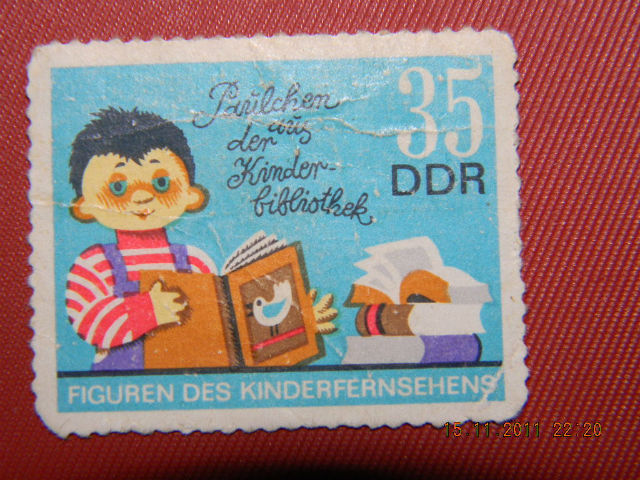 Paulchen
aus
der
Kinder-
bibliothek
35
DDR
FIGUREN DES KINDERFERNSEHENS
15.11.2011 22:20